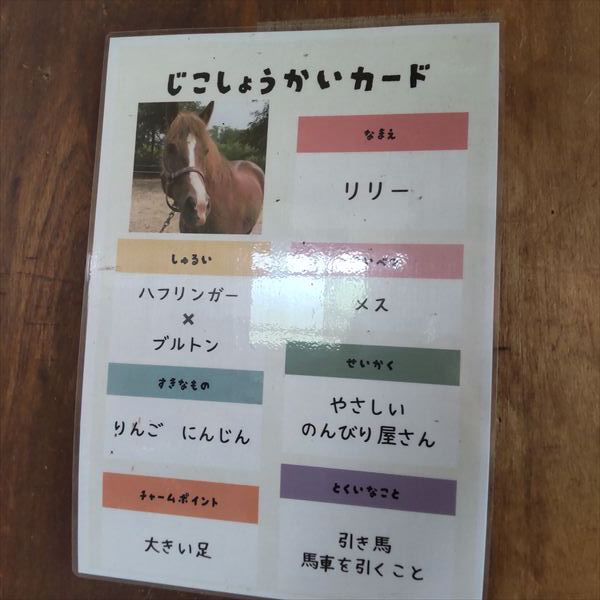 じこしょうかいカード
なまえ
リリー
しゅるい
ハフリンガー
×
ブルトン
メス
すきなもの
りんご にんじん
せいかく
やさしい
のんびり屋さん
チャームポイント
大きい足
とくいなこと
引き馬
馬車を引くこと